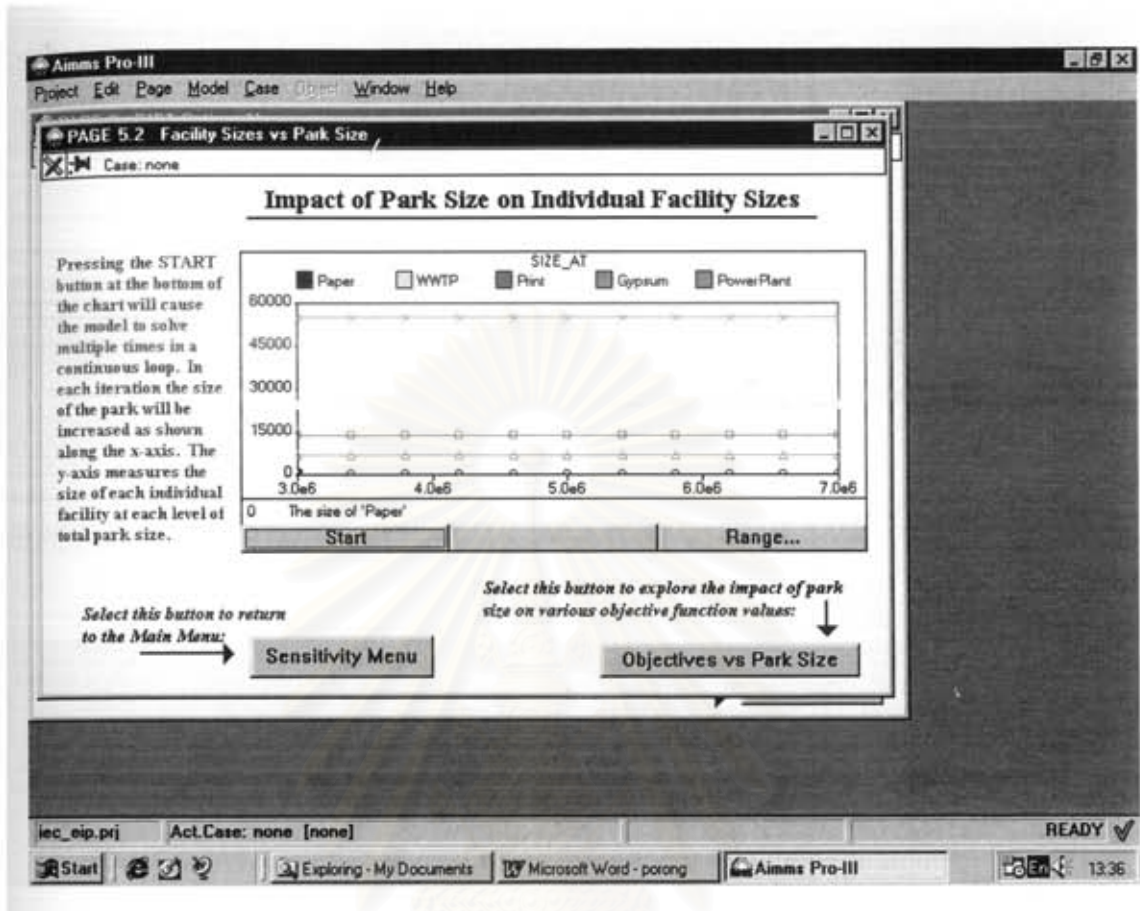 Aimms Pro-III
Project Edit Page Model Case Object Window Help
PAGE 5.2 Facility Sizes vs Park Size
Case: none
Impact of Park Size on Individual Facility Sizes
Pressing the START
button at the bottom of
the chart will cause
the model to solve
multiple times in a
continuous loop. In
each iteration the size
of the park will be
increased as shown
along the x-axis. The
y-axis measures the
size of each individual
facility at each level of
total park size.
SIZE_AT
Paper WWTP Print Gypsum PowerPlant
60000
45000
30000
15000
0
3.0e6 4.0e6 5.0e6 6.0e6 7.0e6
0 The size of 'Paper'
Start Range...
Select this button to return
to the Main Menu:
Sensitivity Menu
Select this button to explore the impact of park
size on various objective function values:
Objectives vs Park Size
iec_eip.prj Act.Case: none [none] READY
Start Exploring - My Documents Microsoft Word - porong Aimms Pro-III En 13:36